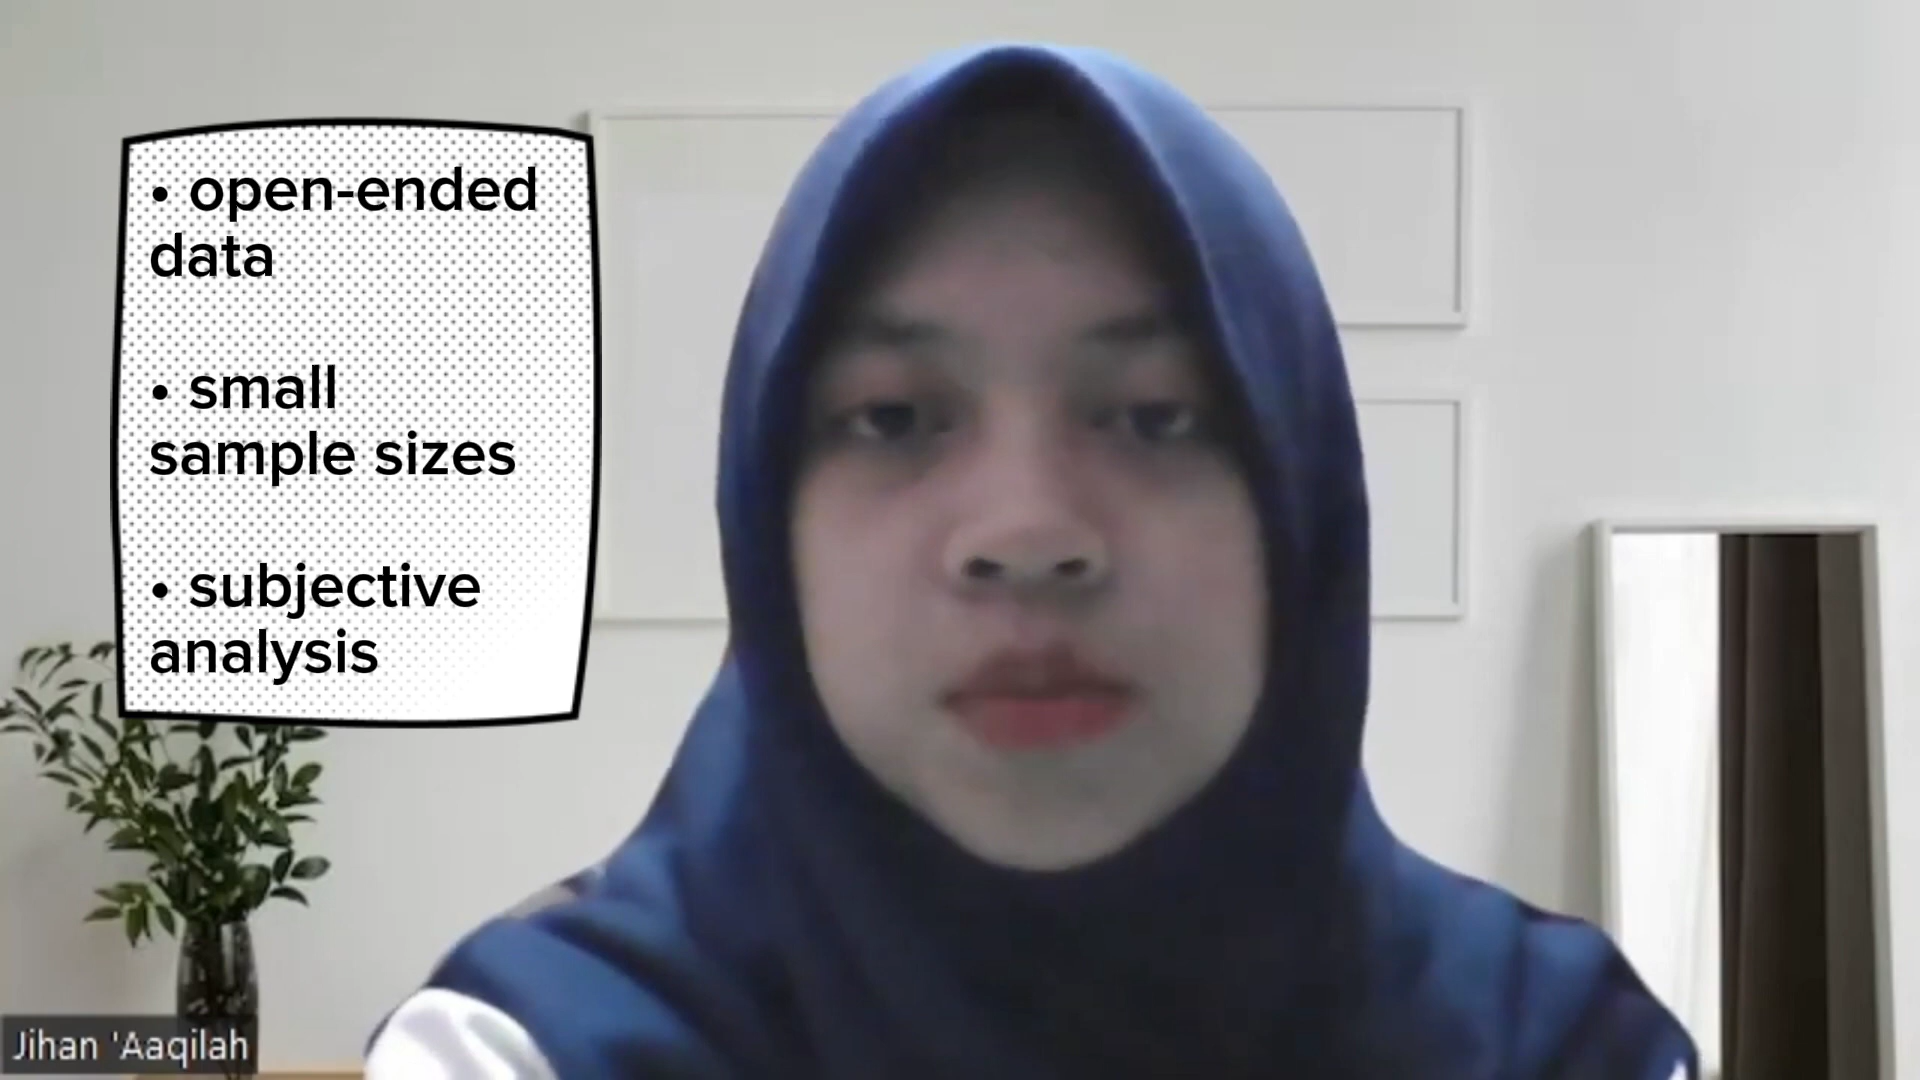 • open-ended
data
• small
sample sizes
• subjective
analysis
Jihan 'Aaqilah